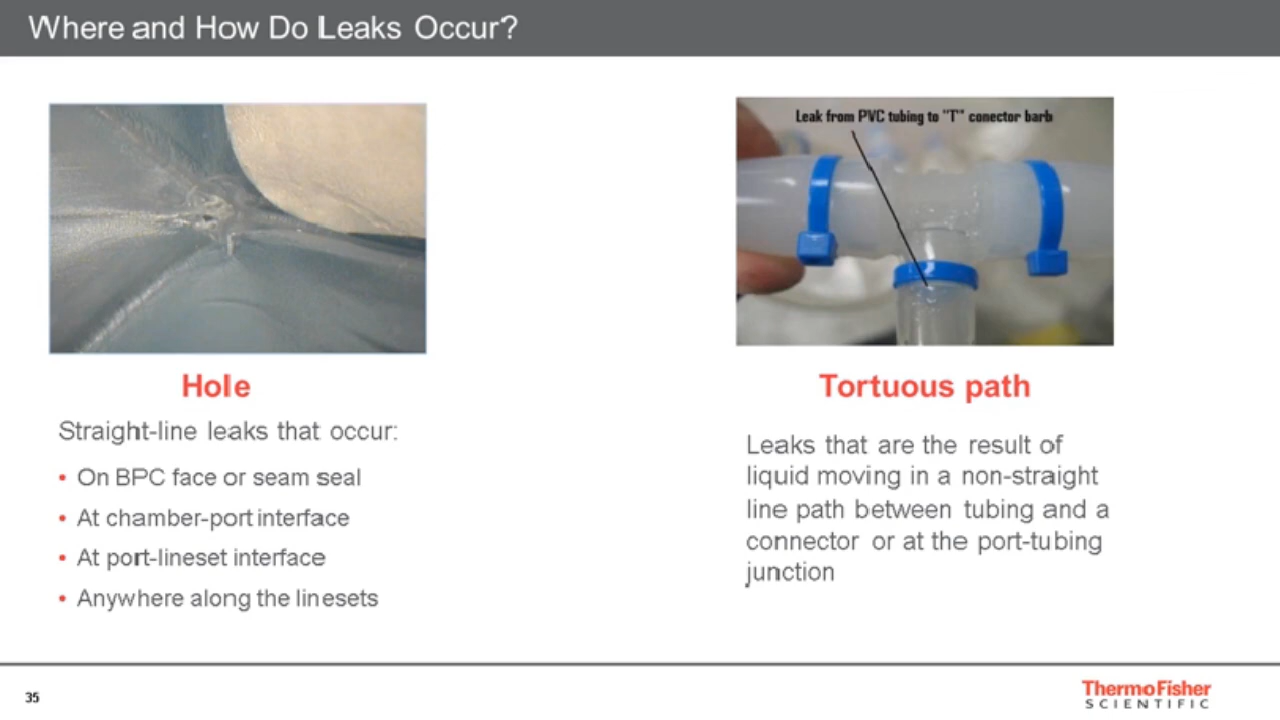 Where and How Do Leaks Occur?
Leak from PVC tubing to "T" conector barb
Hole
Straight-line leaks that occur:
• On BPC face or seam seal
• At chamber-port interface
• At port-lineset interface
• Anywhere along the linesets
Tortuous path
Leaks that are the result of
liquid moving in a non-straight
line path between tubing and a
connector or at the port-tubing
junction
35
ThermoFisher
SCIENTIFIC